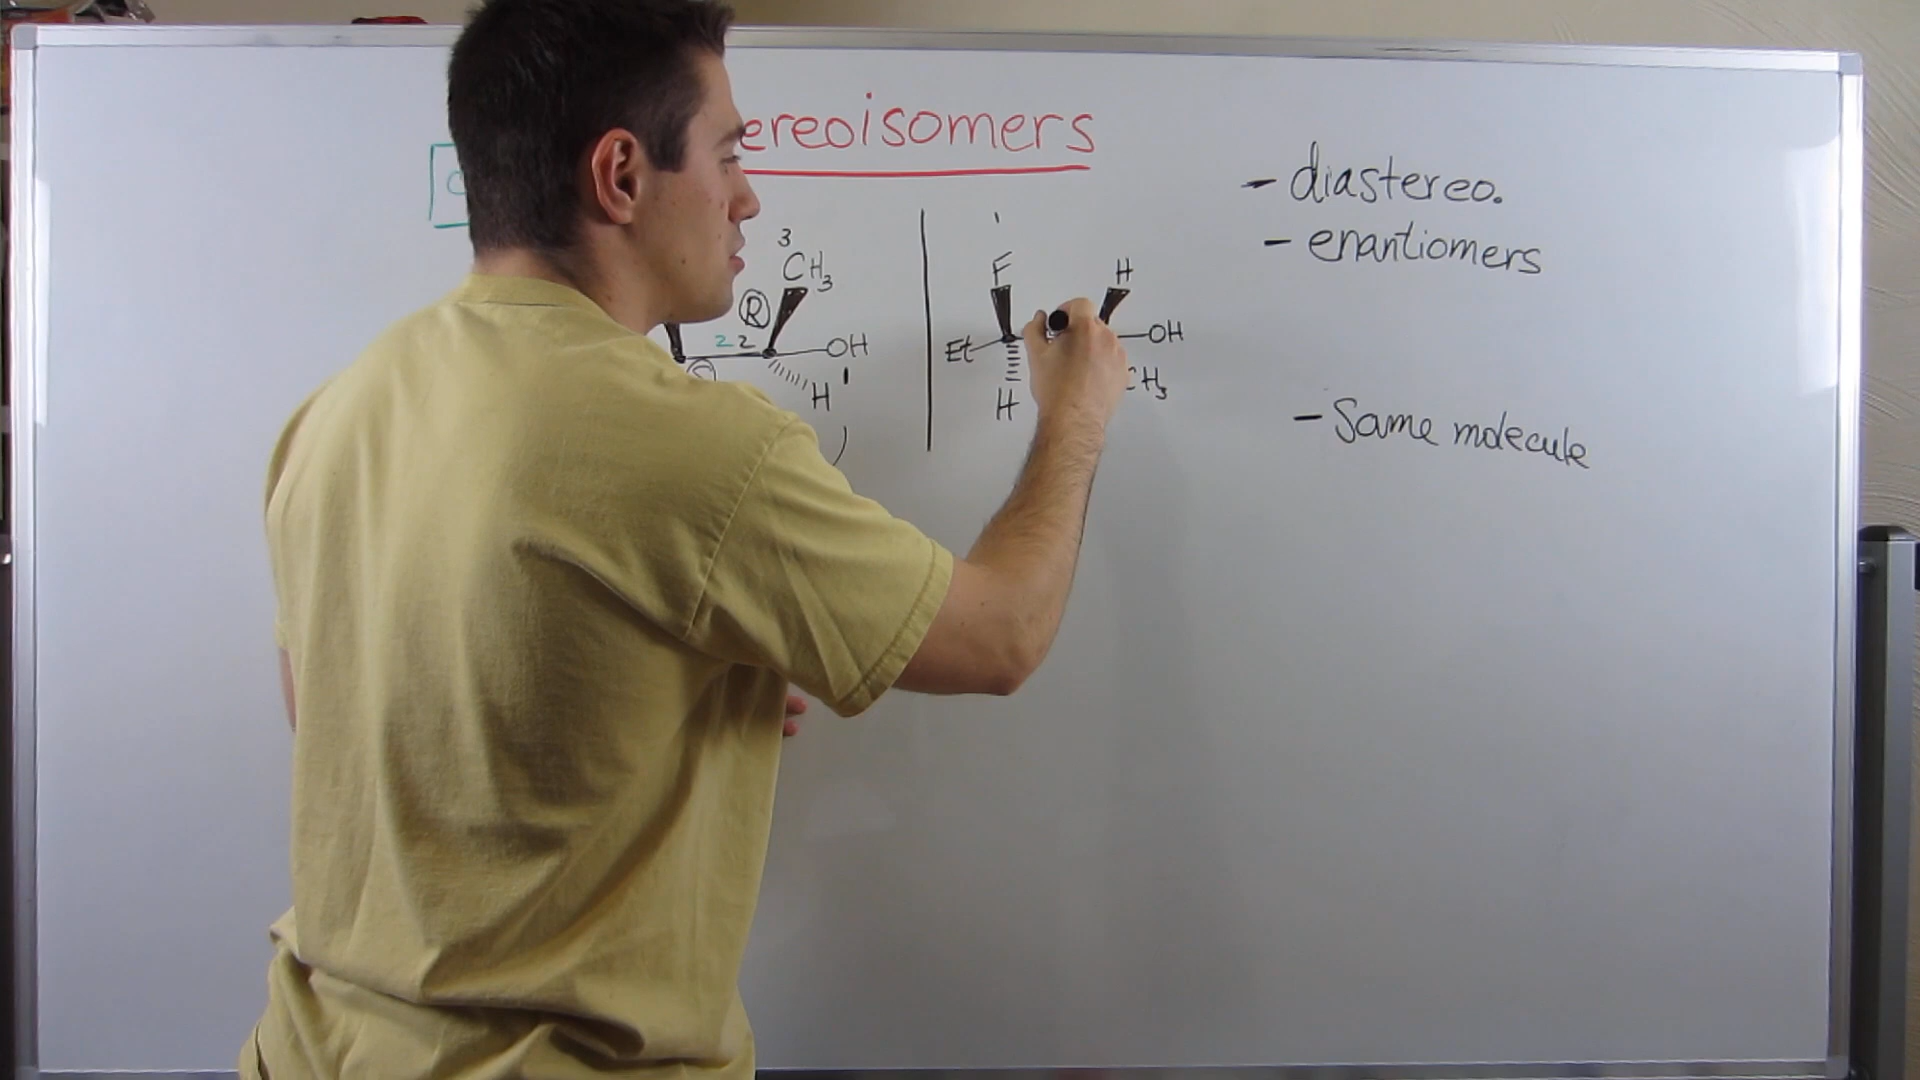 ereoisomers
- diastereo.
- enantiomers
3
CH3
R
2 2
OH
H
1
F
H
Et
OH
H
CH3
- Same molecule